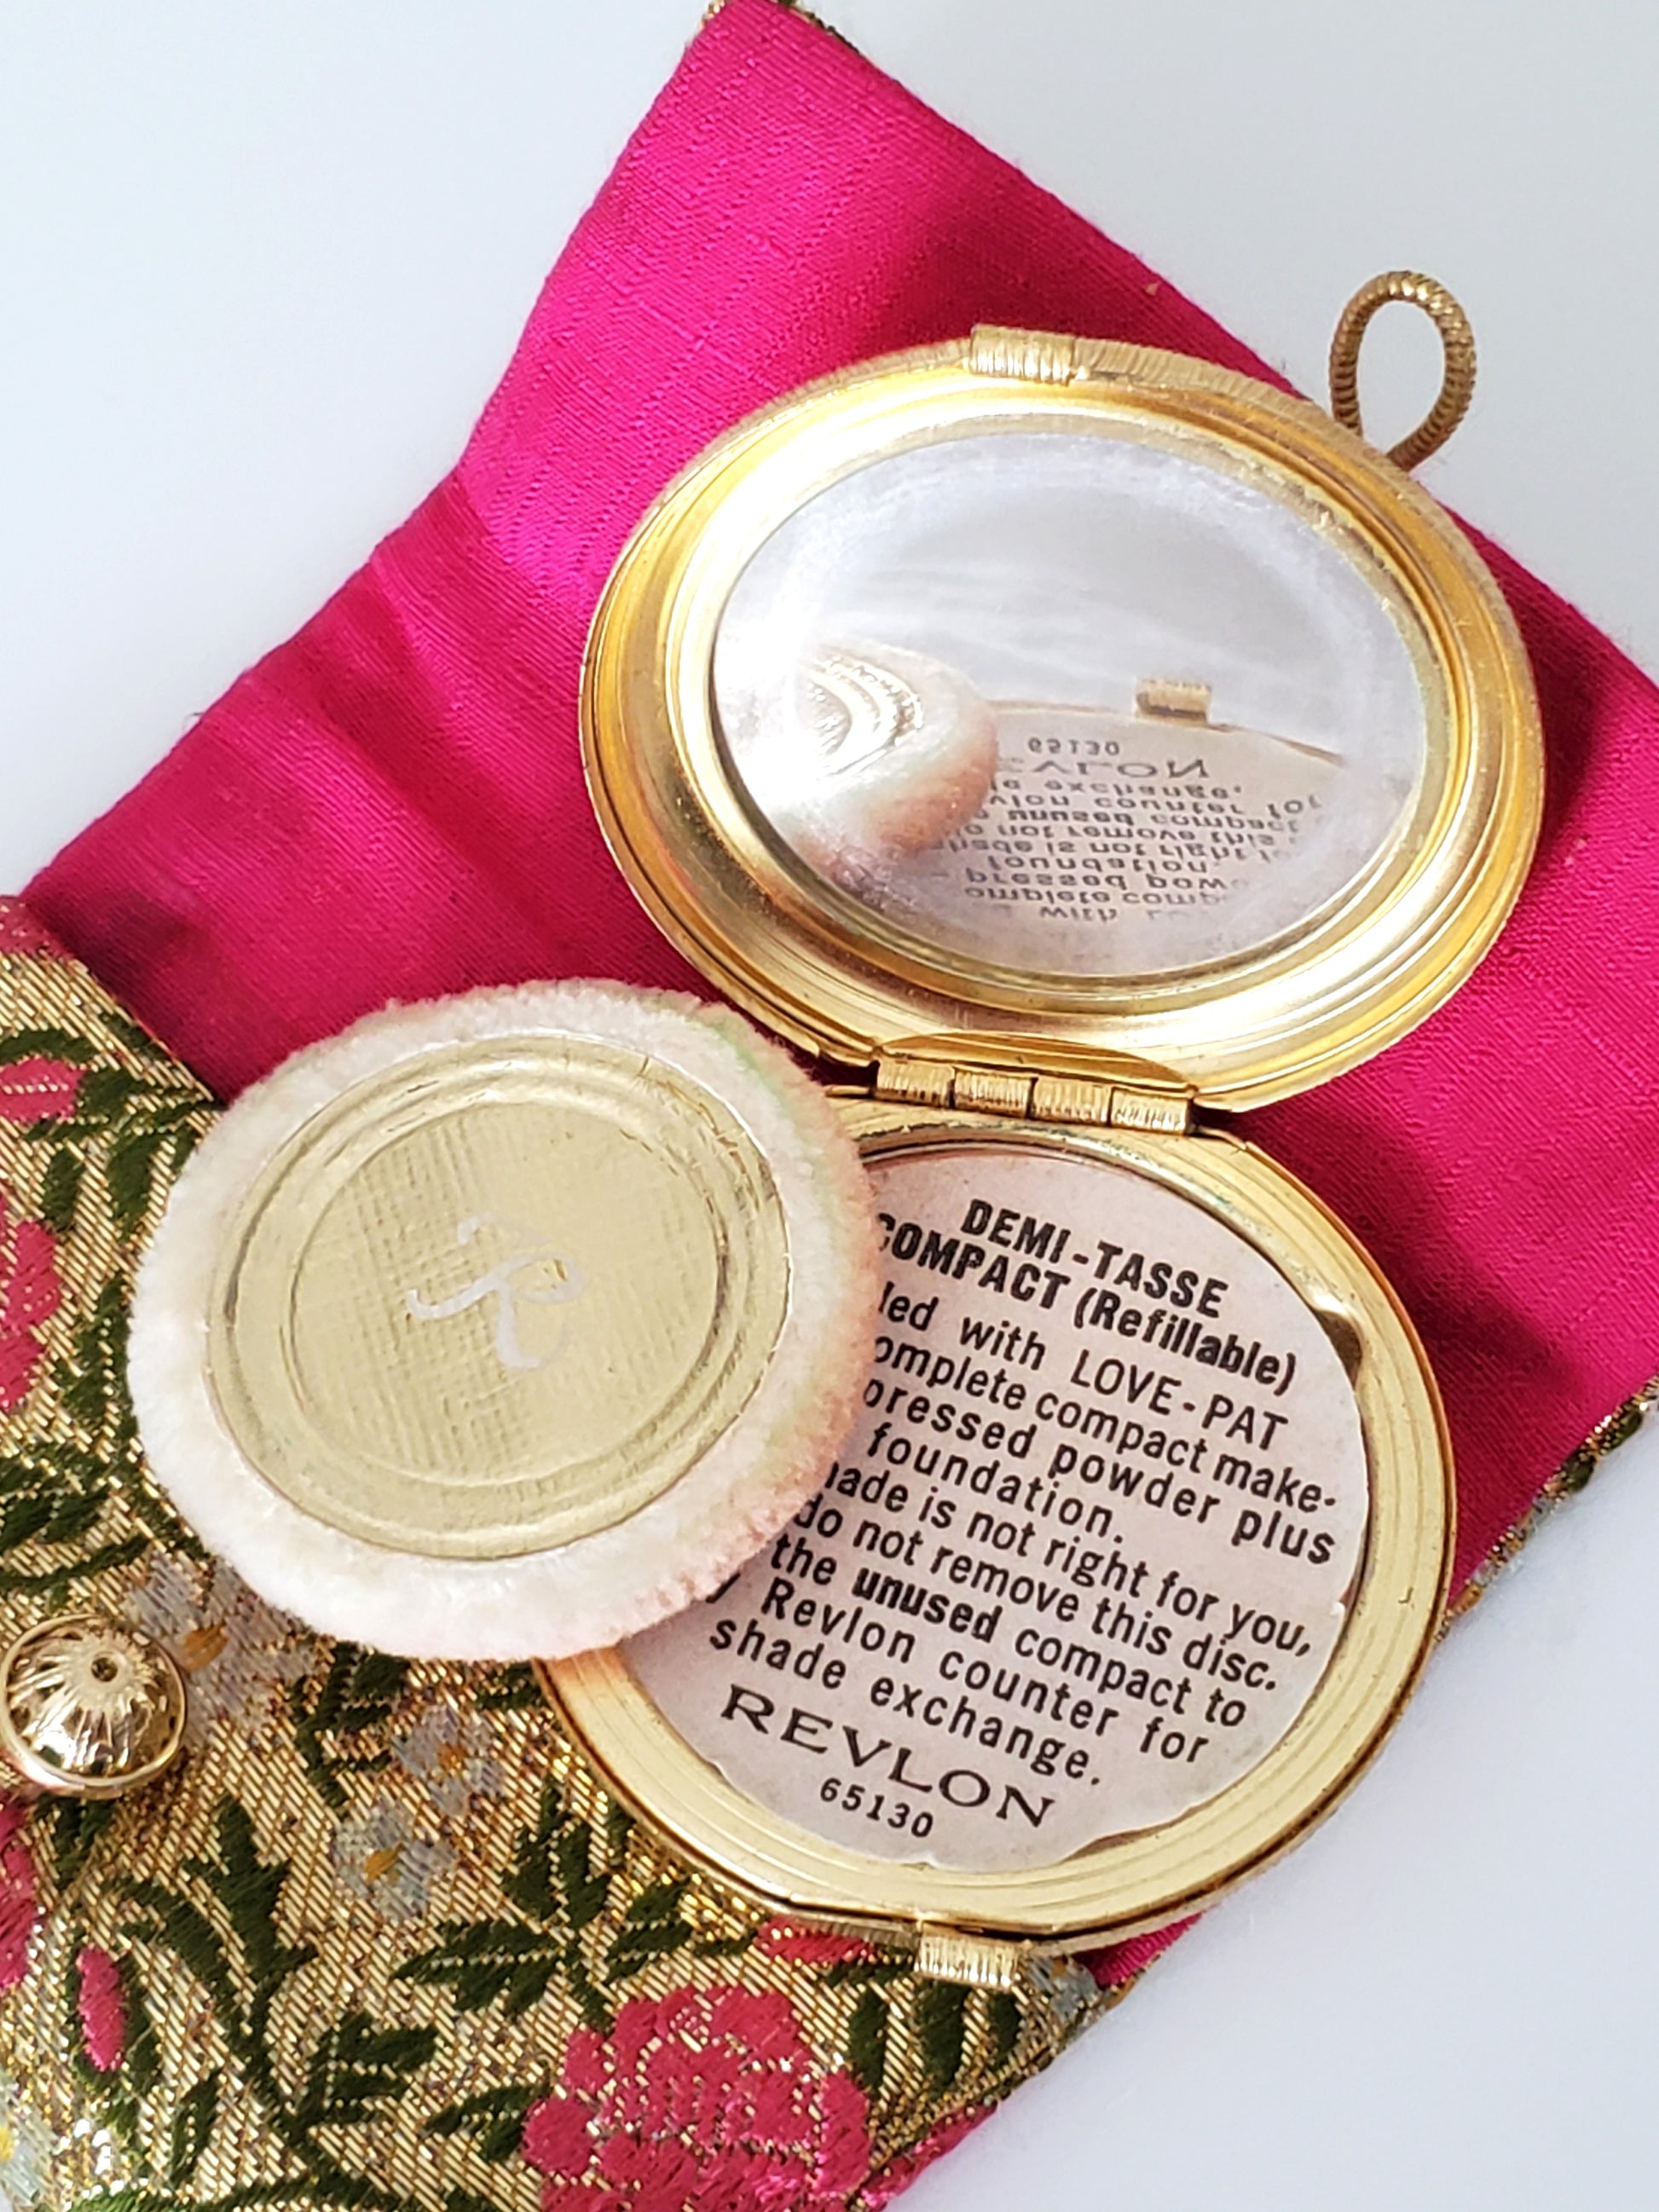 DEMI-TASSE
COMPACT (Refillable)
led with LOVE-PAT
omplete compact make-
pressed powder plus
foundation.
hade is not right for you,
do not remove this disc.
the unused compact to
y Revlon counter for
shade exchange.
REVLON
65130
R